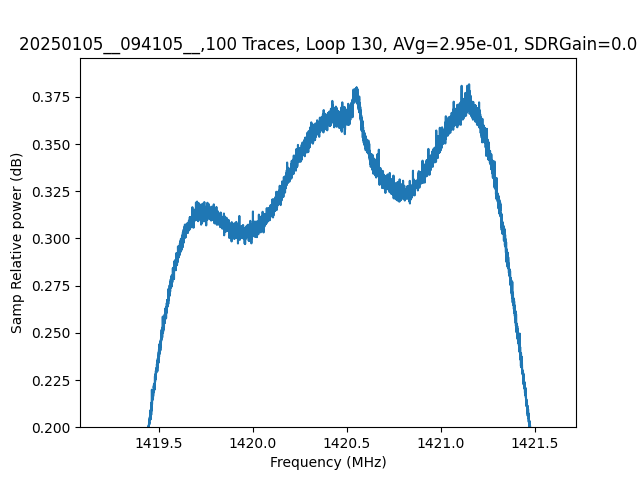 20250105__094105__,100 Traces, Loop 130, AVg=2.95e-01, SDRGain=0.0
0.375
0.350
0.325
0.300
0.275
0.250
0.225
0.200
Samp Relative power (dB)
1419.5 1420.0 1420.5 1421.0 1421.5
Frequency (MHz)